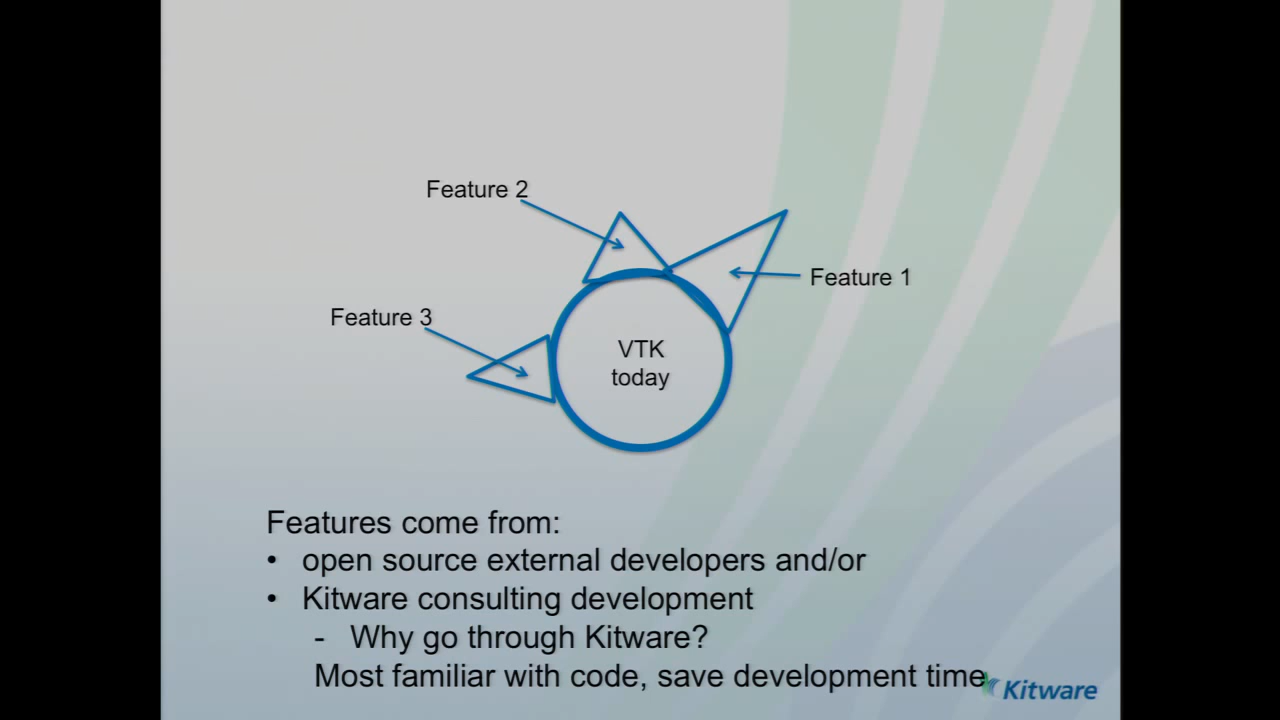 Feature 2
Feature 1
Feature 3
VTK
today
Features come from:
• open source external developers and/or
• Kitware consulting development
- Why go through Kitware?
Most familiar with code, save development time
Kitware